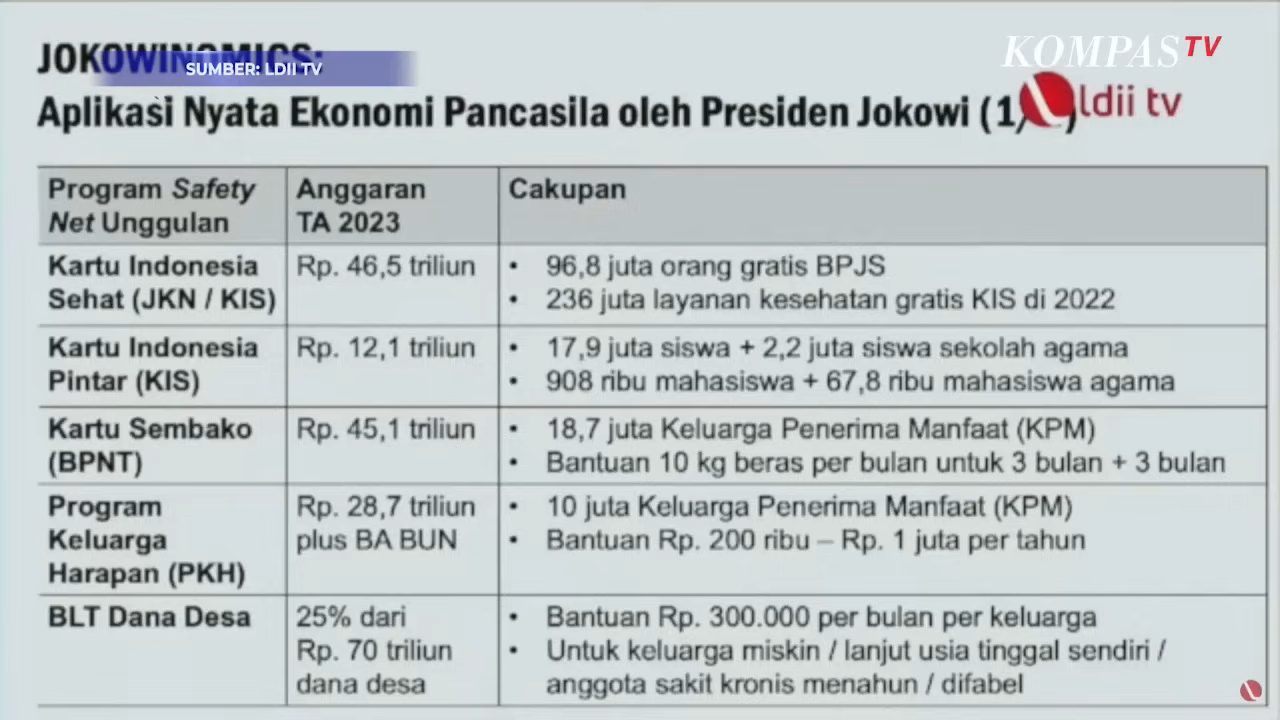 KOMPAS TV
JOKOWINOMICS:
SUMBER: LDII TV
Aplikasi Nyata Ekonomi Pancasila oleh Presiden Jokowi (1/ )
ldii tv
Program Safety Net Unggulan
Anggaran TA 2023
Cakupan
Kartu Indonesia Sehat (JKN / KIS)
Rp. 46,5 triliun
• 96,8 juta orang gratis BPJS
• 236 juta layanan kesehatan gratis KIS di 2022
Kartu Indonesia Pintar (KIS)
Rp. 12,1 triliun
• 17,9 juta siswa + 2,2 juta siswa sekolah agama
• 908 ribu mahasiswa + 67,8 ribu mahasiswa agama
Kartu Sembako (BPNT)
Rp. 45,1 triliun
• 18,7 juta Keluarga Penerima Manfaat (KPM)
• Bantuan 10 kg beras per bulan untuk 3 bulan + 3 bulan
Program Keluarga Harapan (PKH)
Rp. 28,7 triliun plus BA BUN
• 10 juta Keluarga Penerima Manfaat (KPM)
• Bantuan Rp. 200 ribu – Rp. 1 juta per tahun
BLT Dana Desa
25% dari Rp. 70 triliun dana desa
• Bantuan Rp. 300.000 per bulan per keluarga
• Untuk keluarga miskin / lanjut usia tinggal sendiri /
anggota sakit kronis menahun / difabel